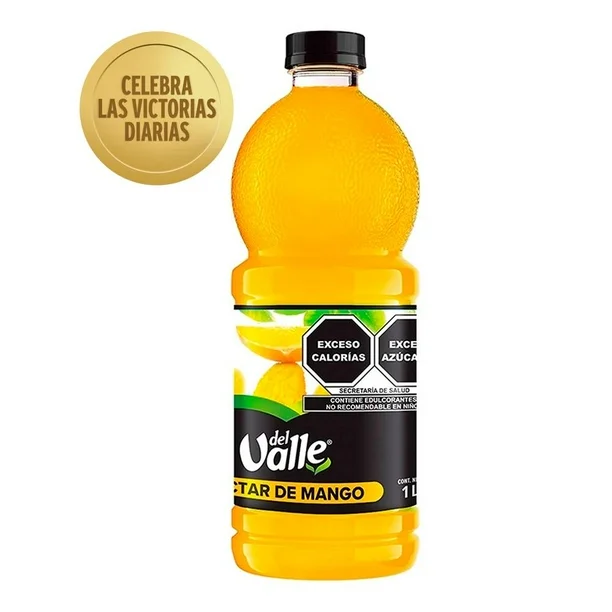 CELEBRA
LAS VICTORIAS
DIARIAS
EXCESO
CALORÍAS
EXCE
AZÚCA
SECRETARÍA DE SALUD
CONTIENE EDULCORANTES
NO RECOMENDABLE EN NIÑO
del
Valle®
CTAR DE MANGO
CONT. N
1 L